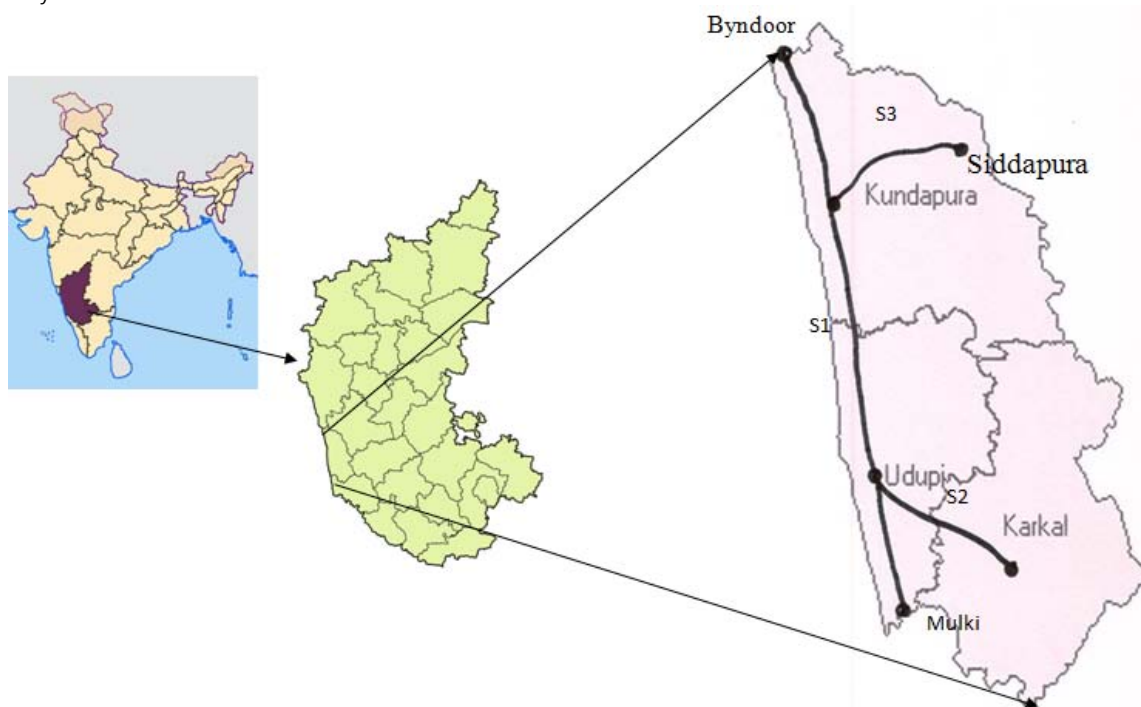 Byndoor
S3
Siddapura
Kundapura
S1
Udupi
S2
Karkal
Mulki